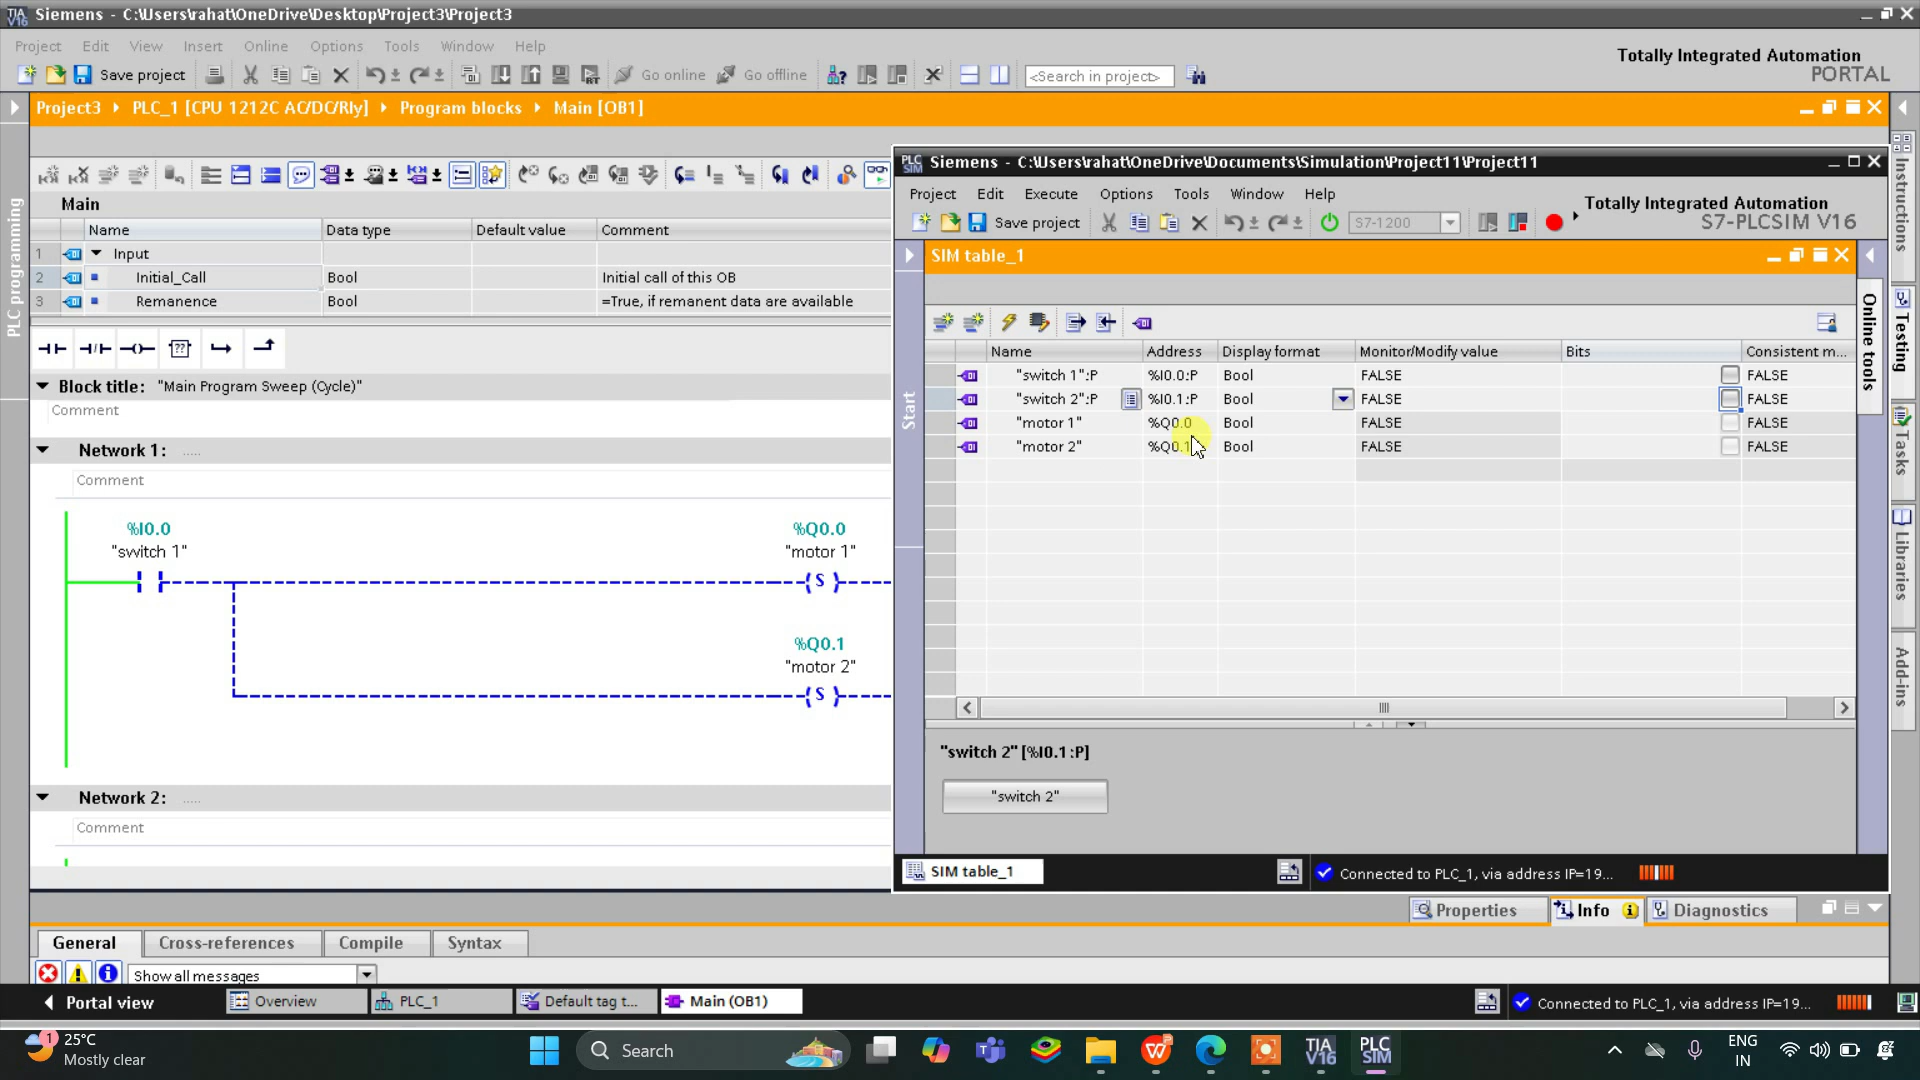 Siemens - C:\Users\rahat\OneDrive\Desktop\Project3\Project3
Project Edit View Insert Online Options Tools Window Help
Totally Integrated Automation
PORTAL
Save project
Go online
Go offline
<Search in project>
Project3 PLC_1 [CPU 1212C AC/DC/Rly] Program blocks Main [OB1]
Siemens - C:\Users\rahat\OneDrive\Documents\Simulation\Project11\Project11
Project Edit Execute Options Tools Window Help
Totally Integrated Automation
S7-PLCSIM V16
Save project
S7-1200
PLC programming
Main
Name Data type Default value Comment
1 Input
2 Initial_Call Bool Initial call of this OB
3 Remanence Bool =True, if remanent data are available
Block title: "Main Program Sweep (Cycle)"
Comment
Network 1: .....
Comment
%I0.0
"switch 1"
%Q0.0
"motor 1"
S
%Q0.1
"motor 2"
S
Network 2: .....
Comment
Start
SIM table_1
Name Address Display format Monitor/Modify value Bits Consistent m...
"switch 1":P %I0.0:P Bool FALSE FALSE
"switch 2":P %I0.1:P Bool FALSE FALSE
"motor 1" %Q0.0 Bool FALSE FALSE
"motor 2" %Q0.1 Bool FALSE FALSE
"switch 2" [%I0.1:P]
"switch 2"
SIM table_1
Connected to PLC_1, via address IP=19...
Online tools
Instructions
Testing
Tasks
Libraries
Add-ins
Properties Info Diagnostics
General Cross-references Compile Syntax
Show all messages
Portal view Overview PLC_1 Default tag t... Main (OB1)
Connected to PLC_1, via address IP=19...
1
25°C
Mostly clear
Search
TIA
V16
PLC
SIM
ENG
IN